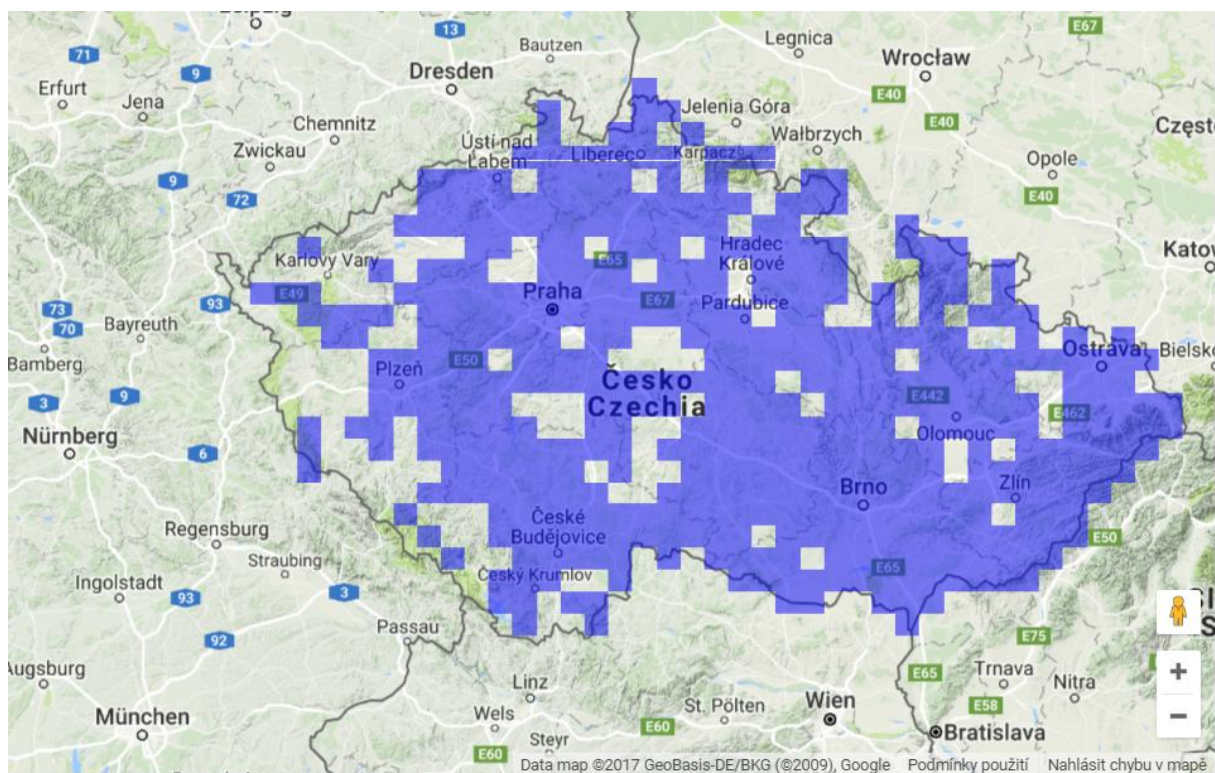 Leipzig
13
E67
71
Bautzen
Legnica
9
Dresden
Wrocław
Erfurt
Jena
E40
Chemnitz
Jelenia Góra
Ústí nad
Labem
Wałbrzych
E40
Często
Zwickau
Liberec
Karpacz
Opole
9
72
E40
Karlovy Vary
Hradec
Králové
Katow
E65
E49
93
Praha
E67
Pardubice
73
70
Bayreuth
Bamberg
E50
Plzeň
Ostrava
Bielsko
3
9
Česko
Czechia
E442
E462
Nürnberg
Olomouc
6
Brno
Zlín
Regensburg
České
Budějovice
E50
Straubing
E65
Ingolstadt
93
3
Český Krumlov
92
Passau
E75
Augsburg
E65
Trnava
Nitra
Linz
E58
München
Wels
St. Pölten
Wien
E60
E60
Steyr
Bratislava
+
−
Data map ©2017 GeoBasis-DE/BKG (©2009), Google Podmínky použití Nahlásit chybu v mapě